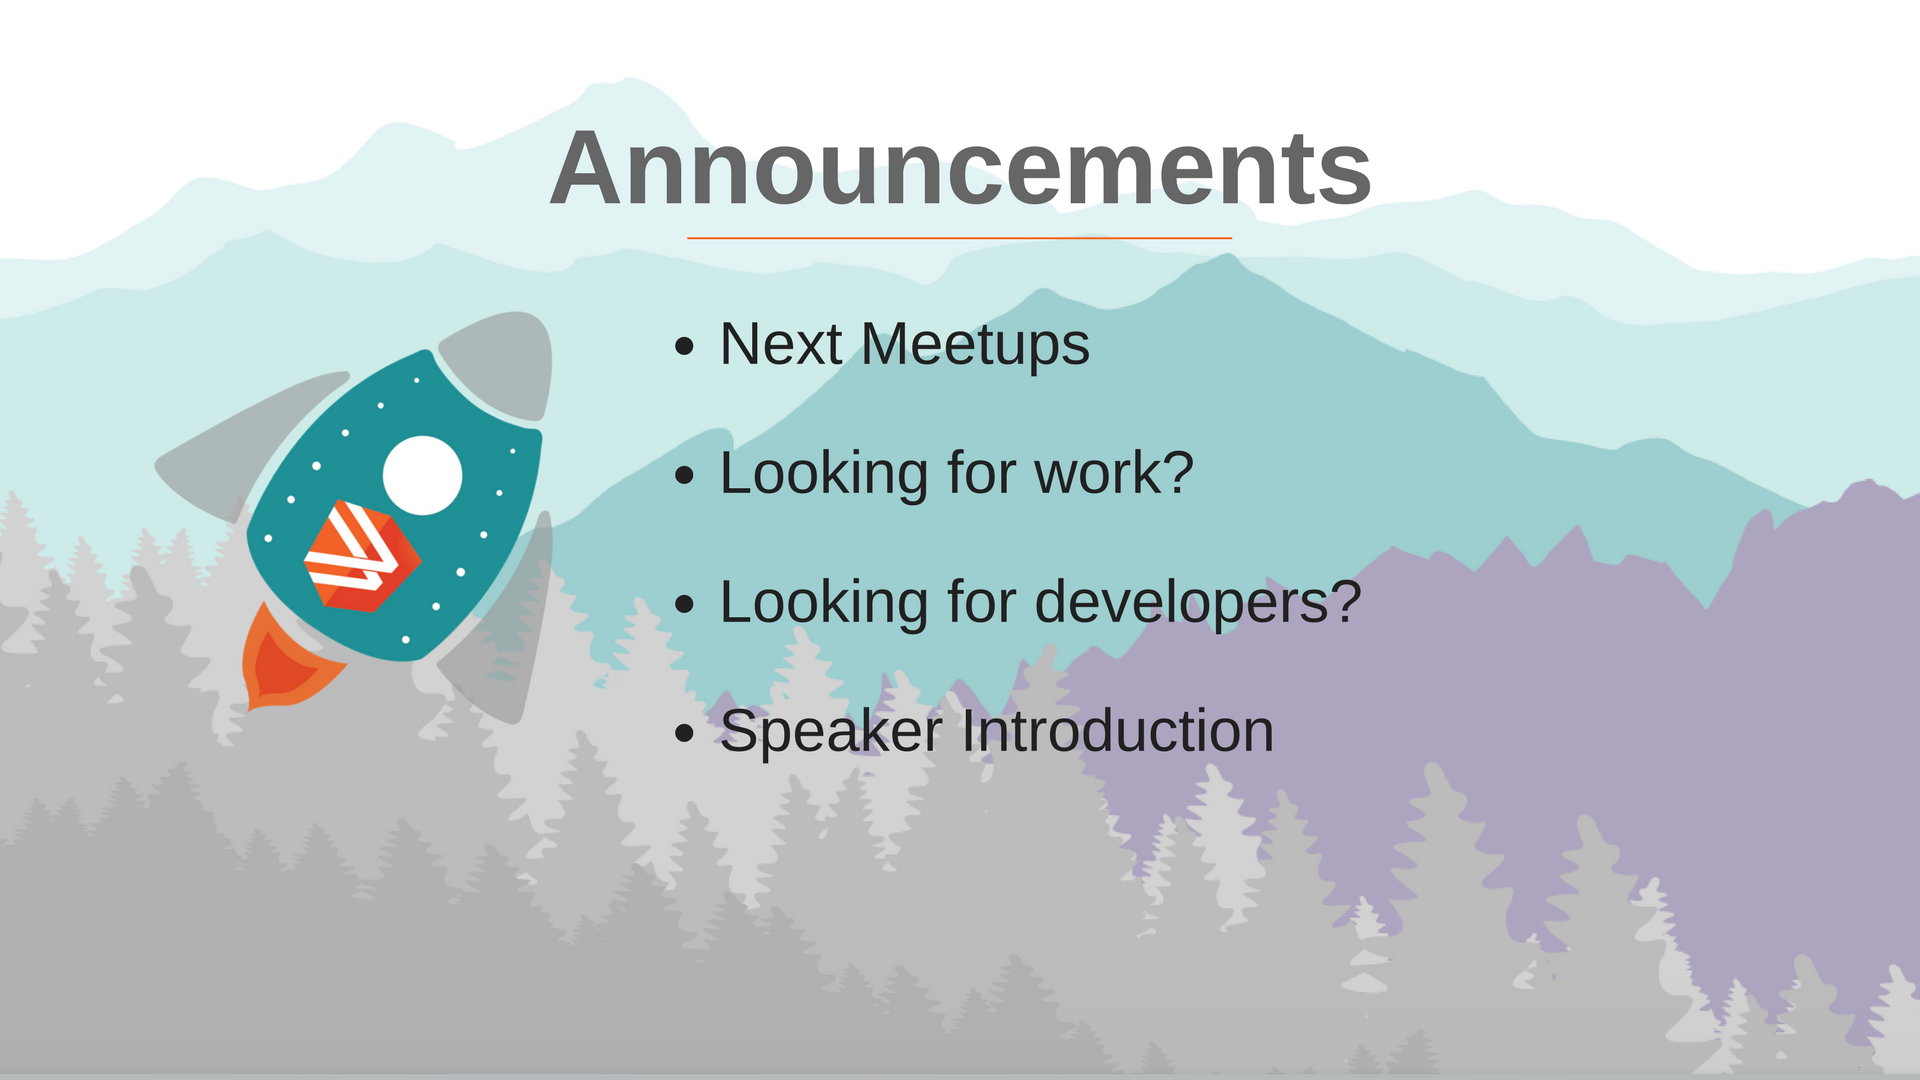 Announcements
• Next Meetups
• Looking for work?
• Looking for developers?
• Speaker Introduction